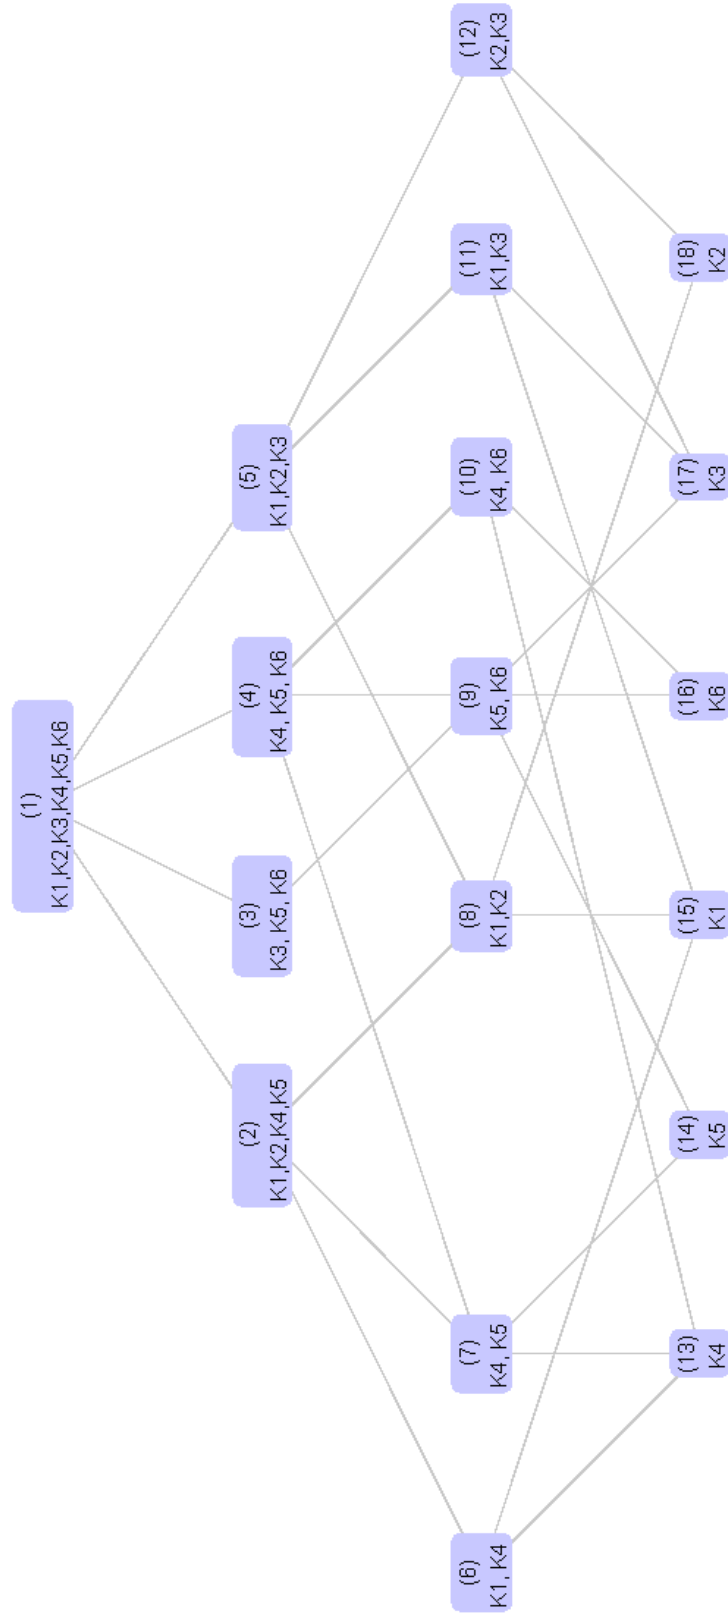 (1)
K1,K2,K3,K4,K5,K6
(2)
K1,K2,K4,K5
(3)
K3, K5, K6
(4)
K4, K5, K6
(5)
K1,K2,K3
(6)
K1, K4
(7)
K4, K5
(8)
K1,K2
(9)
K5, K6
(10)
K4, K6
(11)
K1,K3
(12)
K2,K3
(13)
K4
(14)
K5
(15)
K1
(16)
K6
(17)
K3
(18)
K2